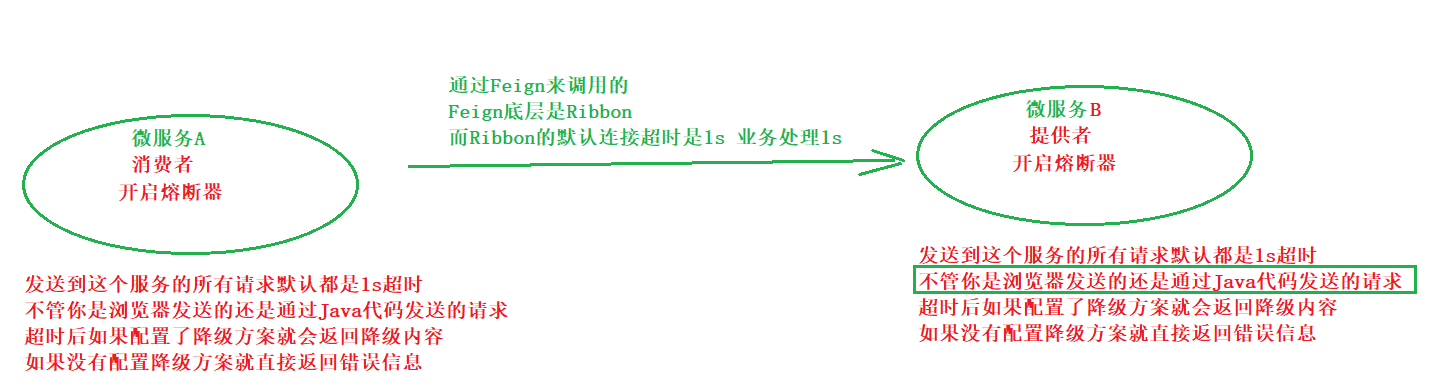 微服务A
消费者
开启熔断器
发送到这个服务的所有请求默认都是1s超时
不管你是浏览器发送的还是通过Java代码发送的请求
超时后如果配置了降级方案就会返回降级内容
如果没有配置降级方案就直接返回错误信息
通过Feign来调用的
Feign底层是Ribbon
而Ribbon的默认连接超时是1s 业务处理1s
微服务B
提供者
开启熔断器
发送到这个服务的所有请求默认都是1s超时
不管你是浏览器发送的还是通过Java代码发送的请求
超时后如果配置了降级方案就会返回降级内容
如果没有配置降级方案就直接返回错误信息